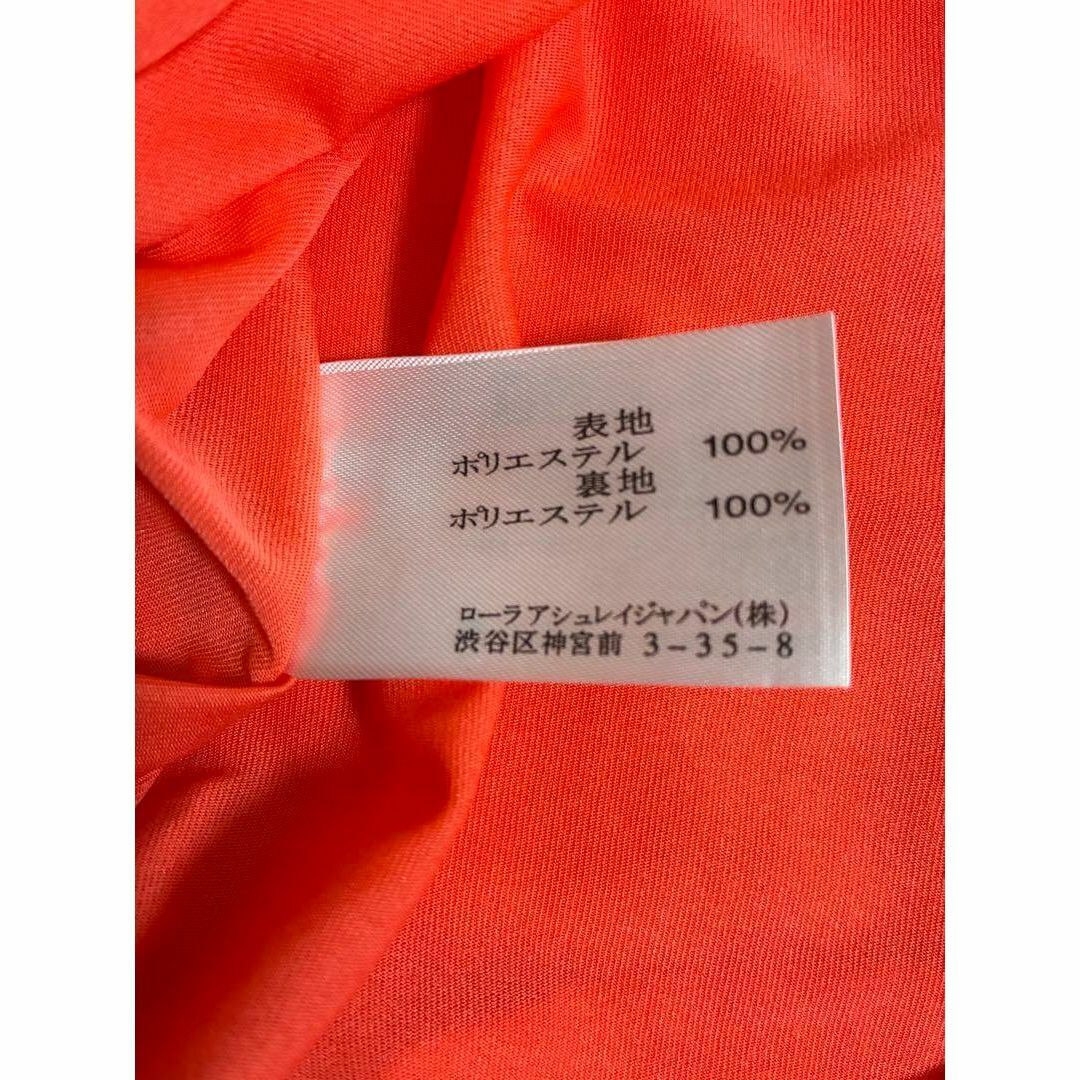 表地
ポリエステル 100%
裏地
ポリエステル 100%
ローラアシュレイジャパン(株)
渋谷区神宮前 3-35-8